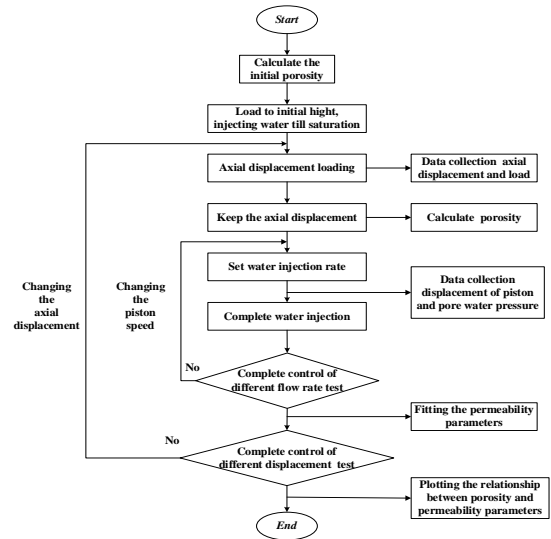 Start
Calculate the
initial porosity
Load to initial hight,
injecting water till saturation
Axial displacement loading
Data collection axial
displacement and load
Keep the axial displacement
Calculate porosity
Changing
the
axial
displacement
Changing
the
piston
speed
Set water injection rate
Data collection
displacement of piston
and pore water pressure
Complete water injection
No
Complete control of
different flow rate test
Fitting the permeability
parameters
No
Complete control of
different displacement test
Plotting the relationship
between porosity and
permeability parameters
End